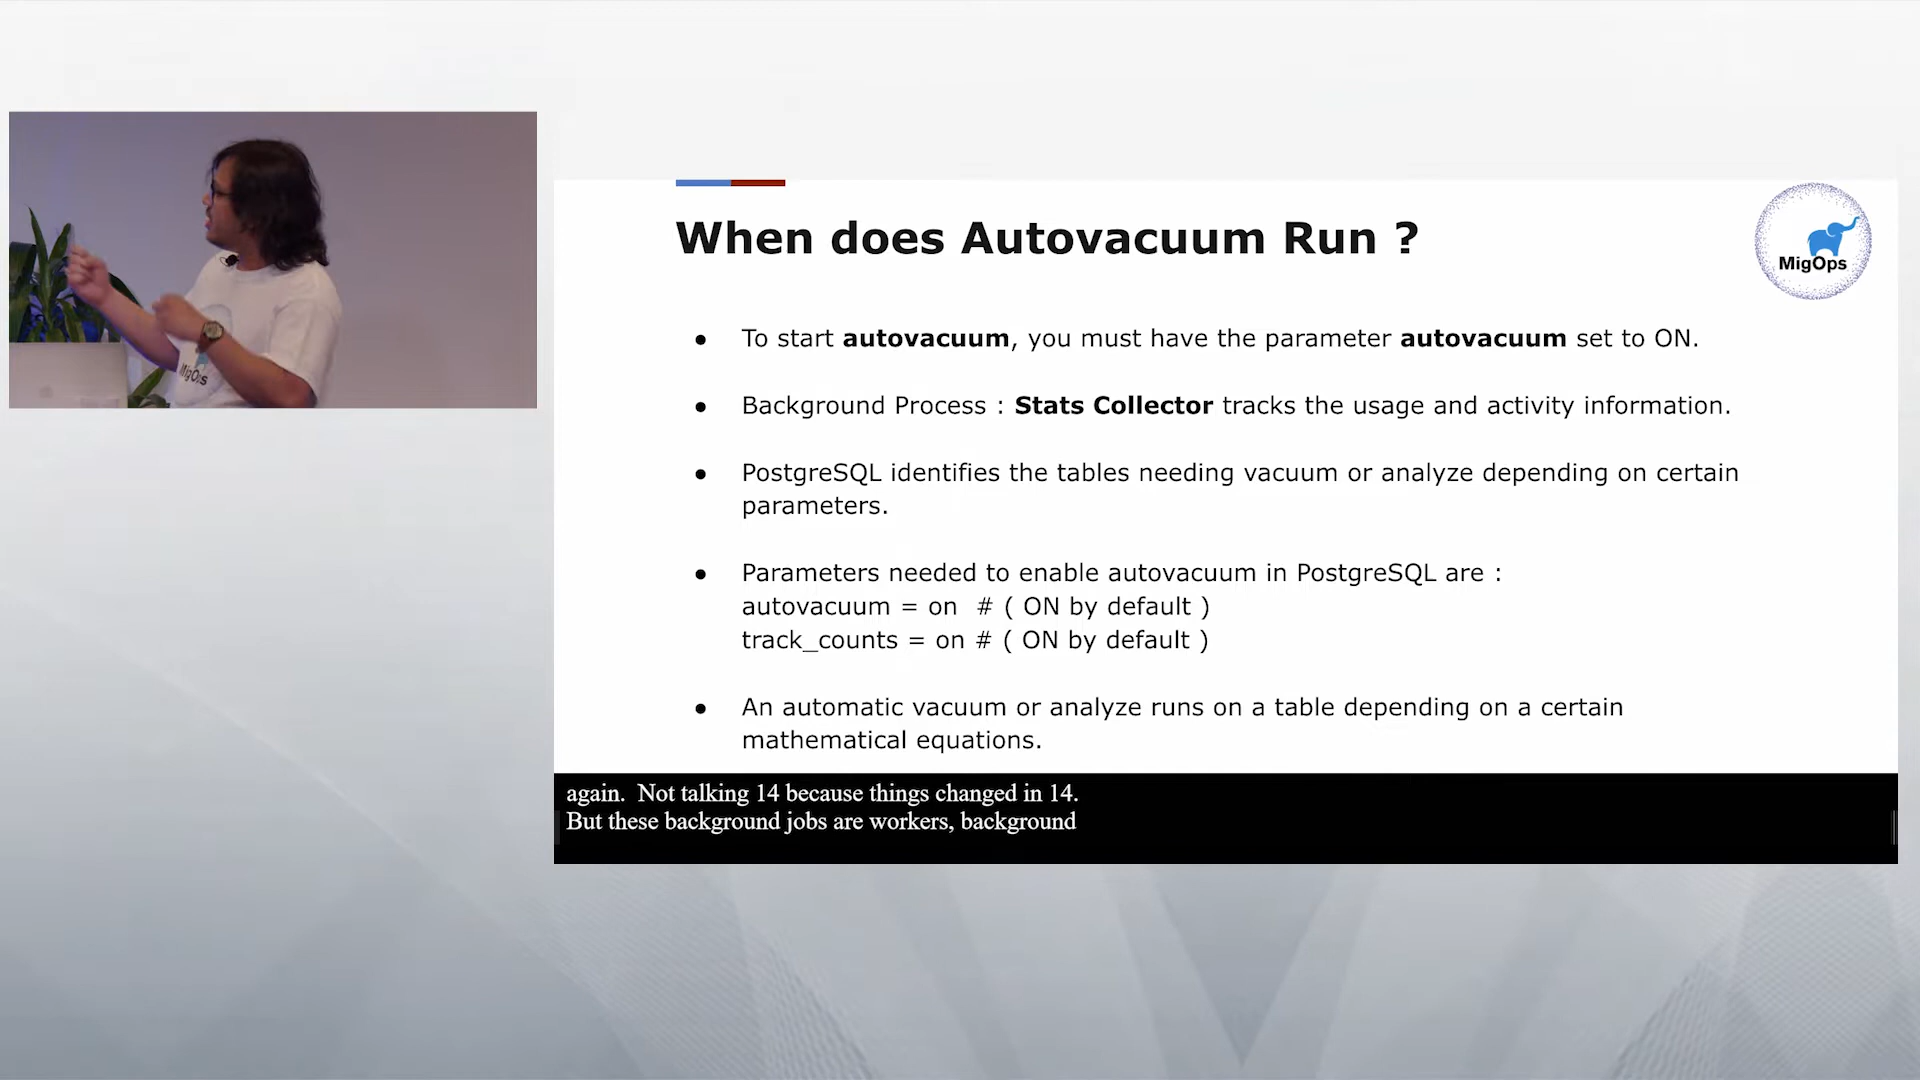 When does Autovacuum Run ?
MigOps
● To start autovacuum, you must have the parameter autovacuum set to ON.
● Background Process : Stats Collector tracks the usage and activity information.
● PostgreSQL identifies the tables needing vacuum or analyze depending on certain
parameters.
● Parameters needed to enable autovacuum in PostgreSQL are :
autovacuum = on # ( ON by default )
track_counts = on # ( ON by default )
● An automatic vacuum or analyze runs on a table depending on a certain
mathematical equations.
again. Not talking 14 because things changed in 14.
But these background jobs are workers, background
MigOps